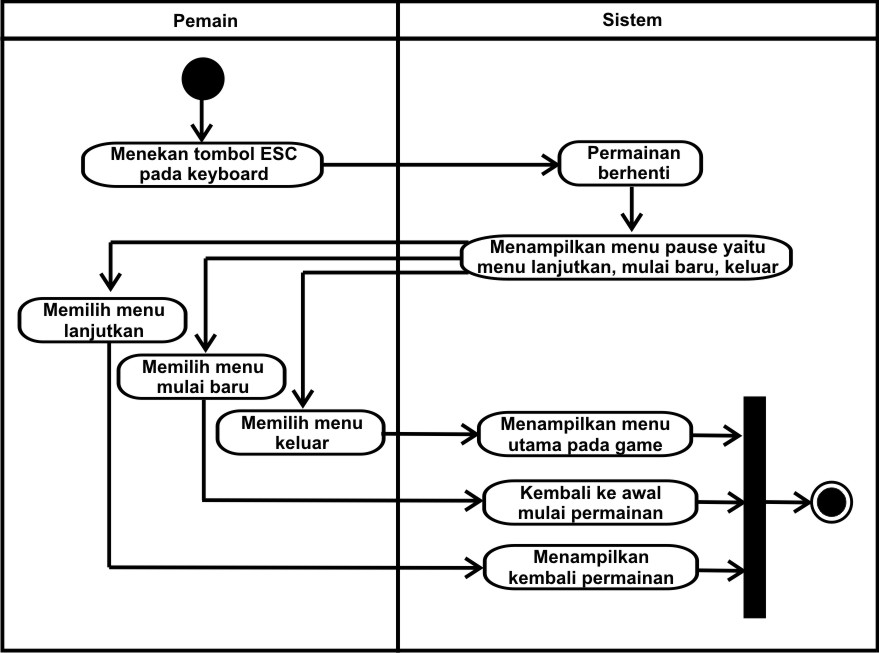 Pemain
Sistem
Menekan tombol ESC
pada keyboard
Permainan
berhenti
Menampilkan menu pause yaitu
menu lanjutkan, mulai baru, keluar
Memilih menu
lanjutkan
Memilih menu
mulai baru
Memilih menu
keluar
Menampilkan menu
utama pada game
Kembali ke awal
mulai permainan
Menampilkan
kembali permainan